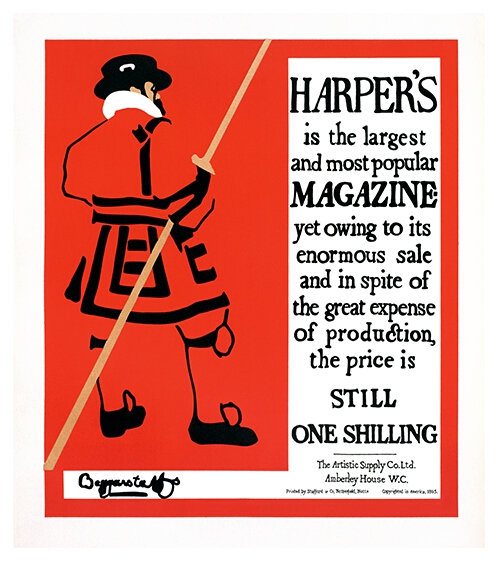 HARPER'S
is the largest
and most popular
MAGAZINE
yet owing to its
enormous sale
and in spite of
the great expense
of production,
the price is
STILL
ONE SHILLING
The Artistic Supply Co. Ltd.
Amberley House W.C.
Beggarstaffs
Printed by Stafford & Co, Netherfield, Notts Copyrighted in America, 1895.